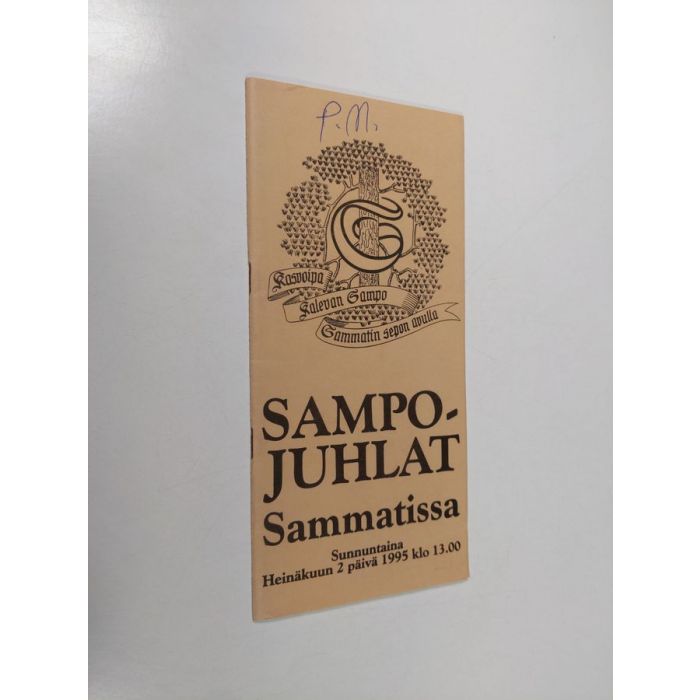 P.M.
S
Kasvoipa
Kalevan Sampo
Sammatin sepon avulla
SAMPO-
JUHLAT
Sammatissa
Sunnuntaina
Heinäkuun 2 päivä 1995 klo 13.00